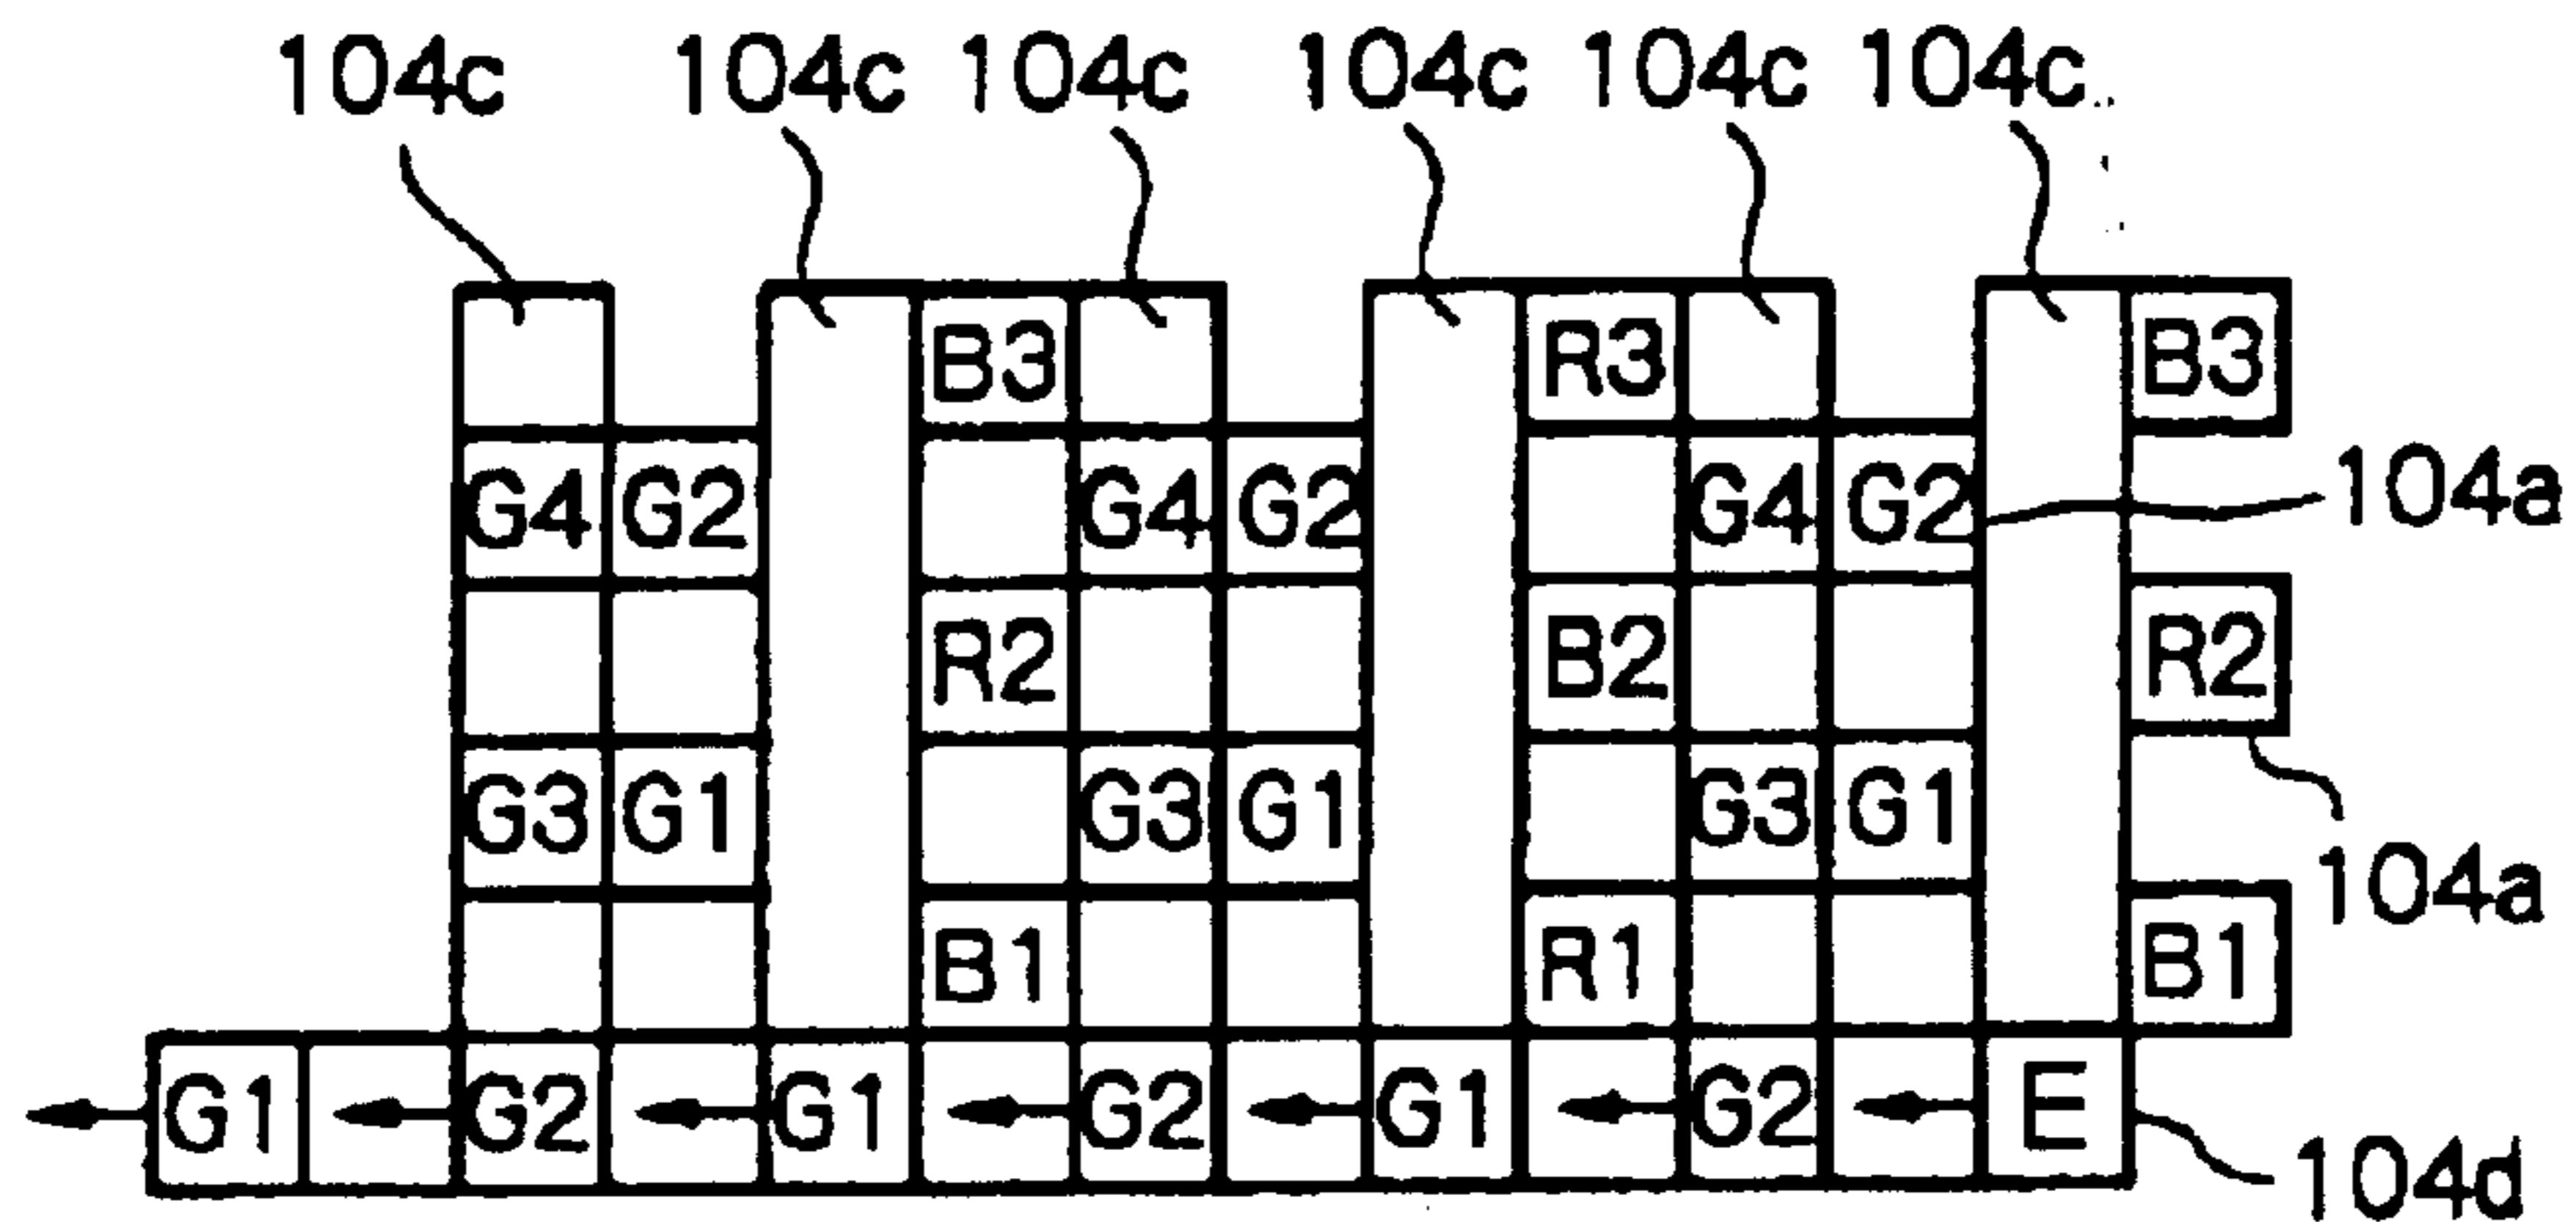 104c 104c 104c 104c 104c 104c
B3 R3 B3
G4 G2 G4 G2 G4 G2 104a
R2 B2 R2
G3 G1 G3 G1 G3 G1 104a
B1 R1 B1
G1 G2 G1 G2 G1 G2 E 104d